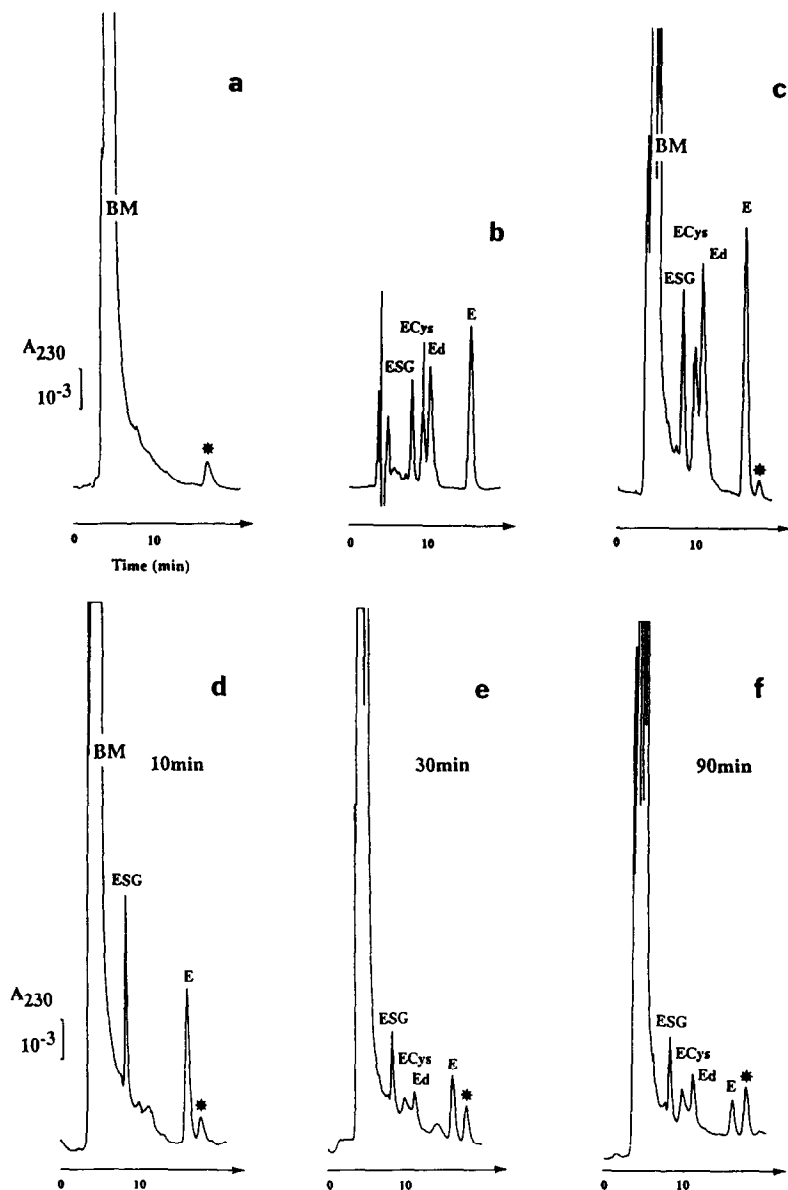 a
BM
A230
10-3
*
0 10
Time (min)
b
ECys
Ed
ESG
E
0 10
c
BM
ECys
Ed
ESG
E
*
0 10
d
BM
10min
ESG
E
A230
10-3
*
0 10
e
30min
ESG
ECys
Ed
E
*
0 10
f
90min
ESG
ECys
Ed
E
*
0 10